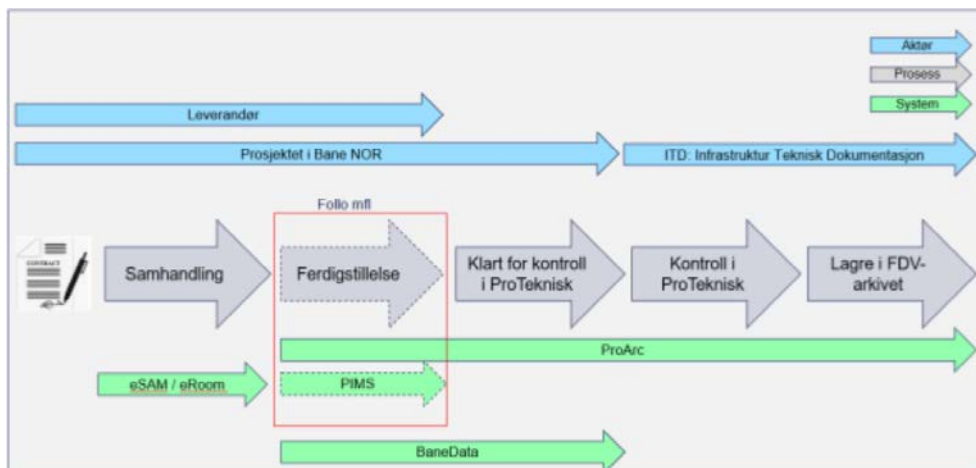 Aktør
Prosess
System
Leverandør
Prosjektet i Bane NOR
ITD: Infrastruktur Teknisk Dokumentasjon
Follo mfl
CONTRACT
Samhandling
Ferdigstillelse
Klart for kontroll
i ProTeknisk
Kontroll i
ProTeknisk
Lagre i FDV-
arkivet
ProArc
eSAM / eRoom
PIMS
BaneData